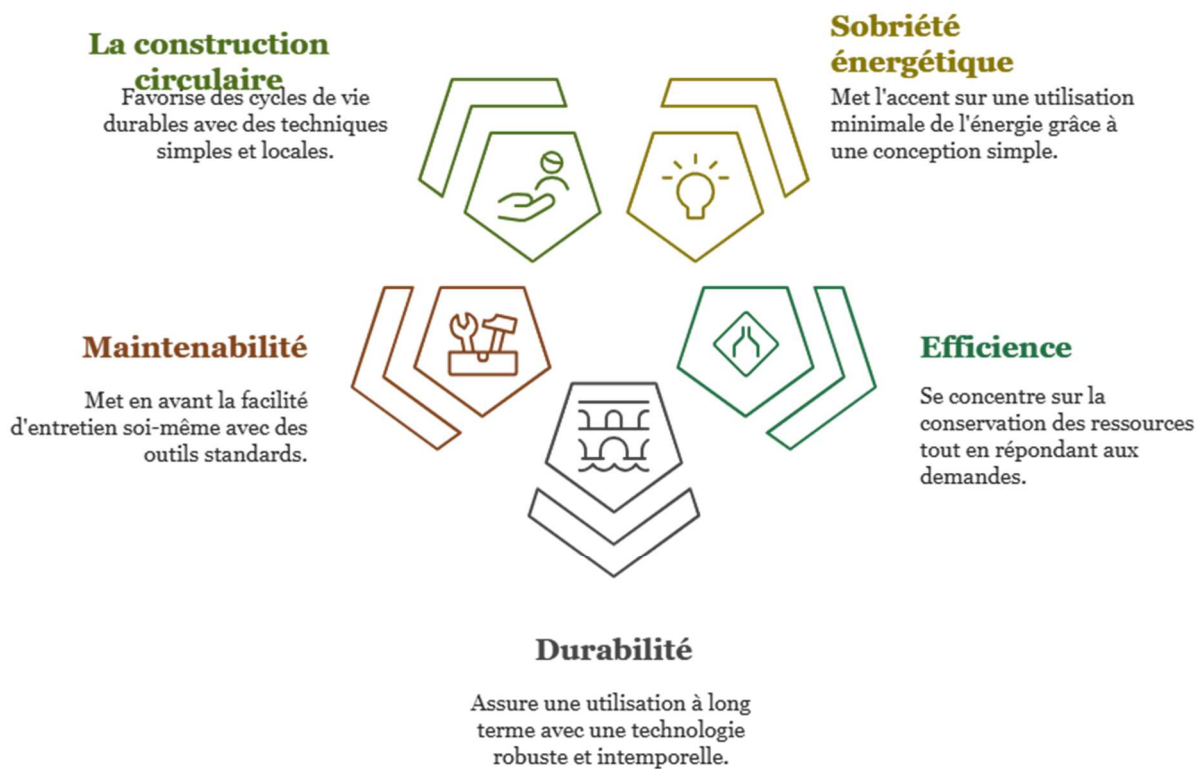 La construction
circulaire
Favorise des cycles de vie
durables avec des techniques
simples et locales.
Sobriété
énergétique
Met l'accent sur une utilisation
minimale de l'énergie grâce à
une conception simple.
Maintenabilité
Met en avant la facilité
d'entretien soi-même avec des
outils standards.
Efficience
Se concentre sur la
conservation des ressources
tout en répondant aux
demandes.
Durabilité
Assure une utilisation à long
terme avec une technologie
robuste et intemporelle.